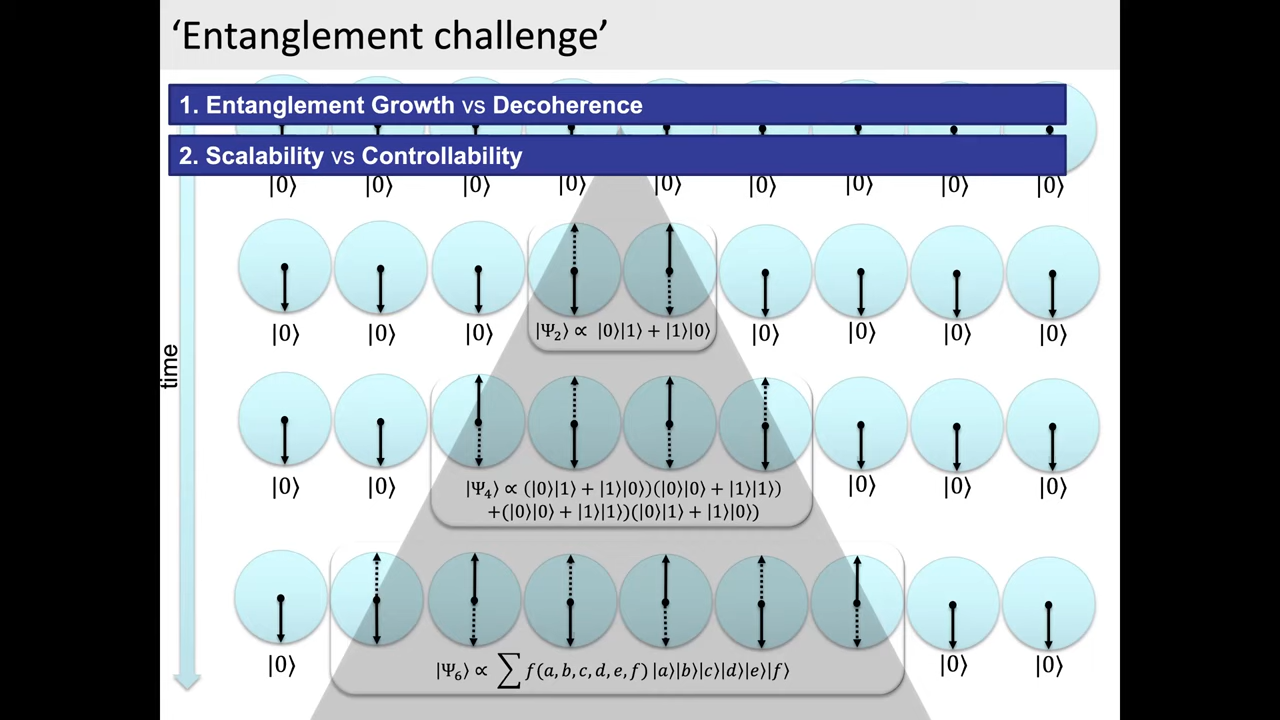 ‘Entanglement challenge’
1. Entanglement Growth vs Decoherence
2. Scalability vs Controllability
|0⟩ |0⟩ |0⟩ |0⟩ |0⟩ |0⟩ |0⟩ |0⟩ |0⟩
|0⟩ |0⟩ |0⟩ |Ψ₂⟩ ∝ |0⟩|1⟩ + |1⟩|0⟩ |0⟩ |0⟩ |0⟩ |0⟩
time
|0⟩ |0⟩ |Ψ₄⟩ ∝ (|0⟩|1⟩ + |1⟩|0⟩)(|0⟩|0⟩ + |1⟩|1⟩) |0⟩ |0⟩ |0⟩
+(|0⟩|0⟩ + |1⟩|1⟩)(|0⟩|1⟩ + |1⟩|0⟩)
|0⟩ |Ψ₆⟩ ∝ ∑ f(a, b, c, d, e, f) |a⟩|b⟩|c⟩|d⟩|e⟩|f⟩ |0⟩ |0⟩